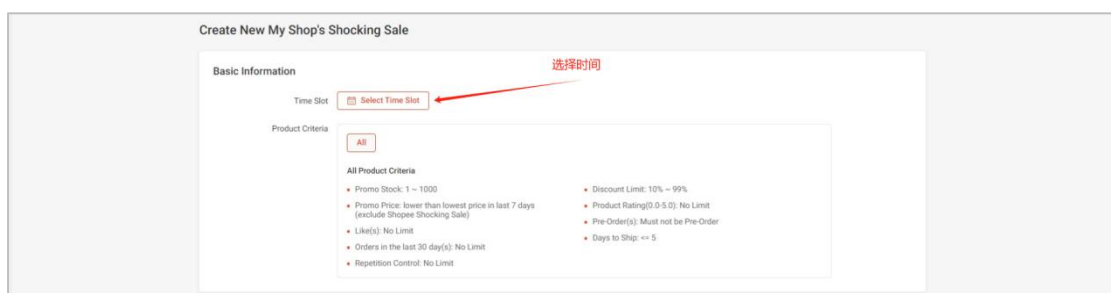 Create New My Shop's Shocking Sale
Basic Information
选择时间
Time Slot
Select Time Slot
Product Criteria
All
All Product Criteria
• Promo Stock: 1 ~ 1000
• Promo Price: lower than lowest price in last 7 days
(exclude Shopee Shocking Sale)
• Like(s): No Limit
• Orders in the last 30 day(s): No Limit
• Repetition Control: No Limit
• Discount Limit: 10% ~ 99%
• Product Rating(0.0-5.0): No Limit
• Pre-Order(s): Must not be Pre-Order
• Days to Ship: <= 5